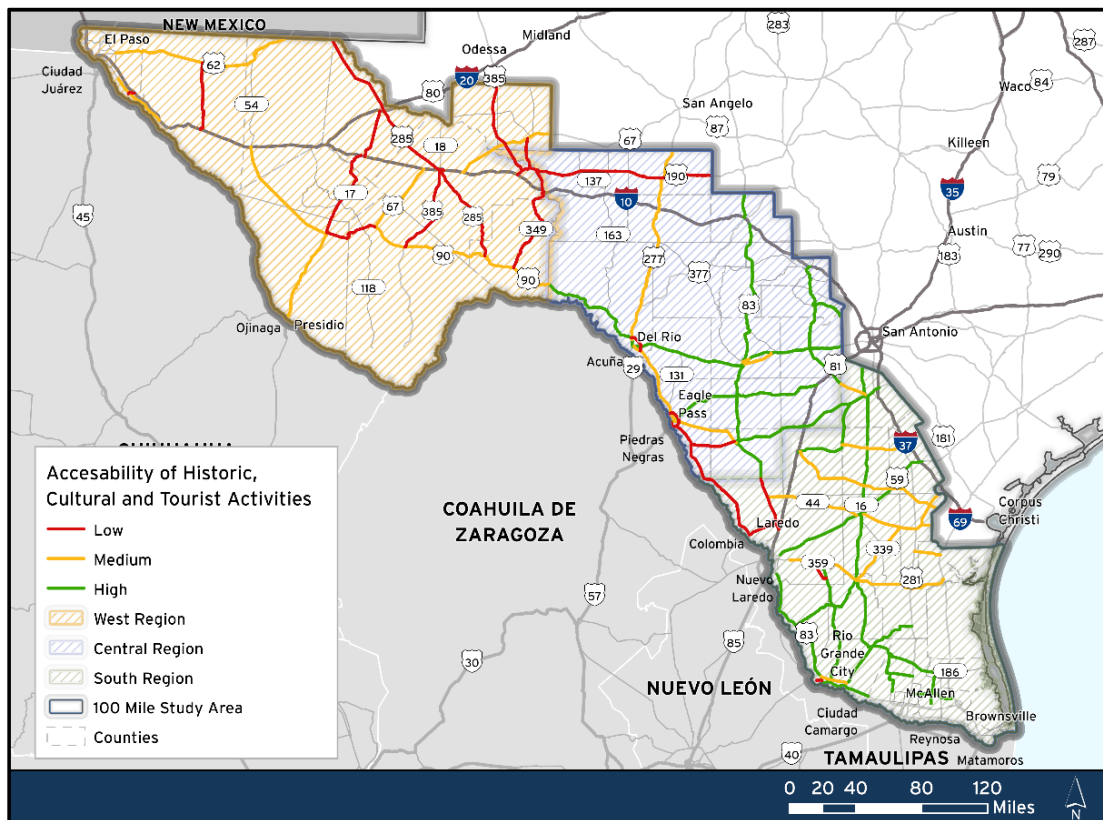 NEW MEXICO
El Paso
Ciudad
Juárez
62
54
Odessa
Midland
20
385
80
283
287
84
Waco
San Angelo
87
67
Killeen
79
35
285
18
190
137
10
17
67
385
285
349
163
Austin
77
290
183
45
90
277
377
118
90
83
Ojinaga
Presidio
San Antonio
Del Rio
Acuña
29
131
81
Eagle
Pass
Piedras
Negras
37
181
59
Accesability of Historic,
Cultural and Tourist Activities
Low
Medium
High
West Region
Central Region
South Region
100 Mile Study Area
Counties
COAHUILA DE
ZARAGOZA
44
16
Corpus
Christi
69
Laredo
Colombia
339
359
281
Nuevo
Laredo
57
85
83
Rio
Grande
City
30
186
NUEVO LEÓN
McAllen
Ciudad
Camargo
Brownsville
Reynosa
40
TAMAULIPAS
Matamoros
0 20 40 80 120
Miles
N